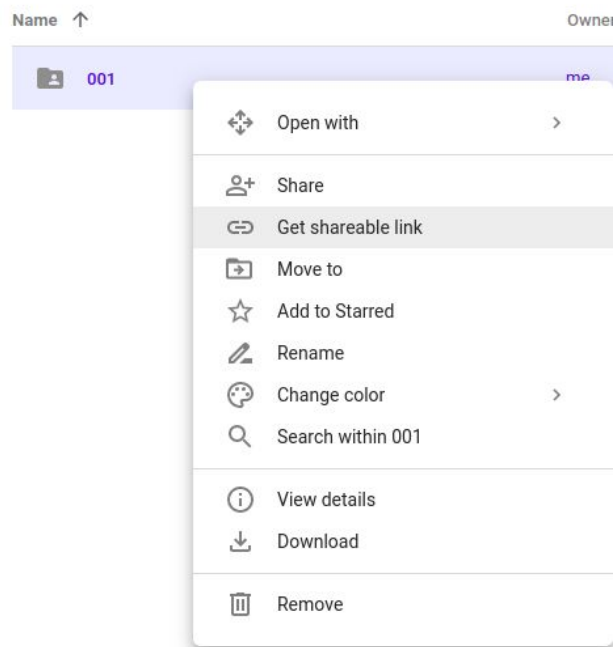 Name
Owner
001
me
Open with
Share
Get shareable link
Move to
Add to Starred
Rename
Change color
Search within 001
View details
Download
Remove